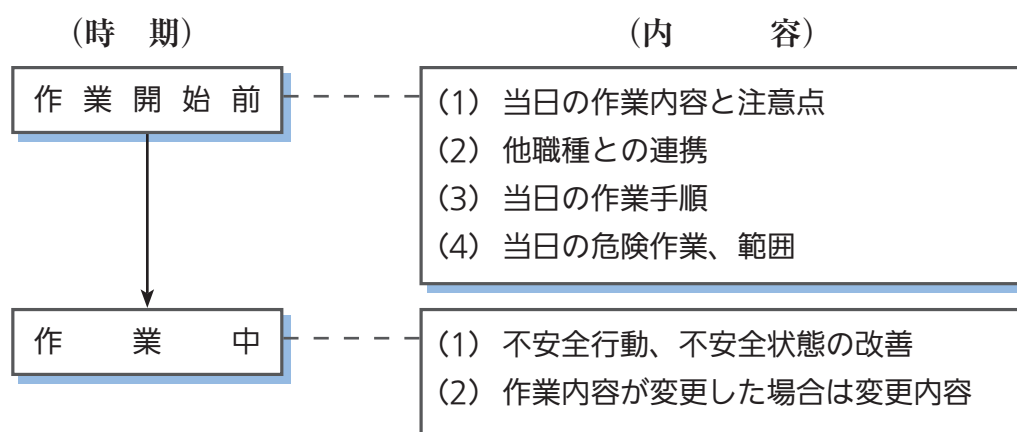 (時　期)
(内　容)
作業開始前
(1) 当日の作業内容と注意点
(2) 他職種との連携
(3) 当日の作業手順
(4) 当日の危険作業、範囲
作業中
(1) 不安全行動、不安全状態の改善
(2) 作業内容が変更した場合は変更内容